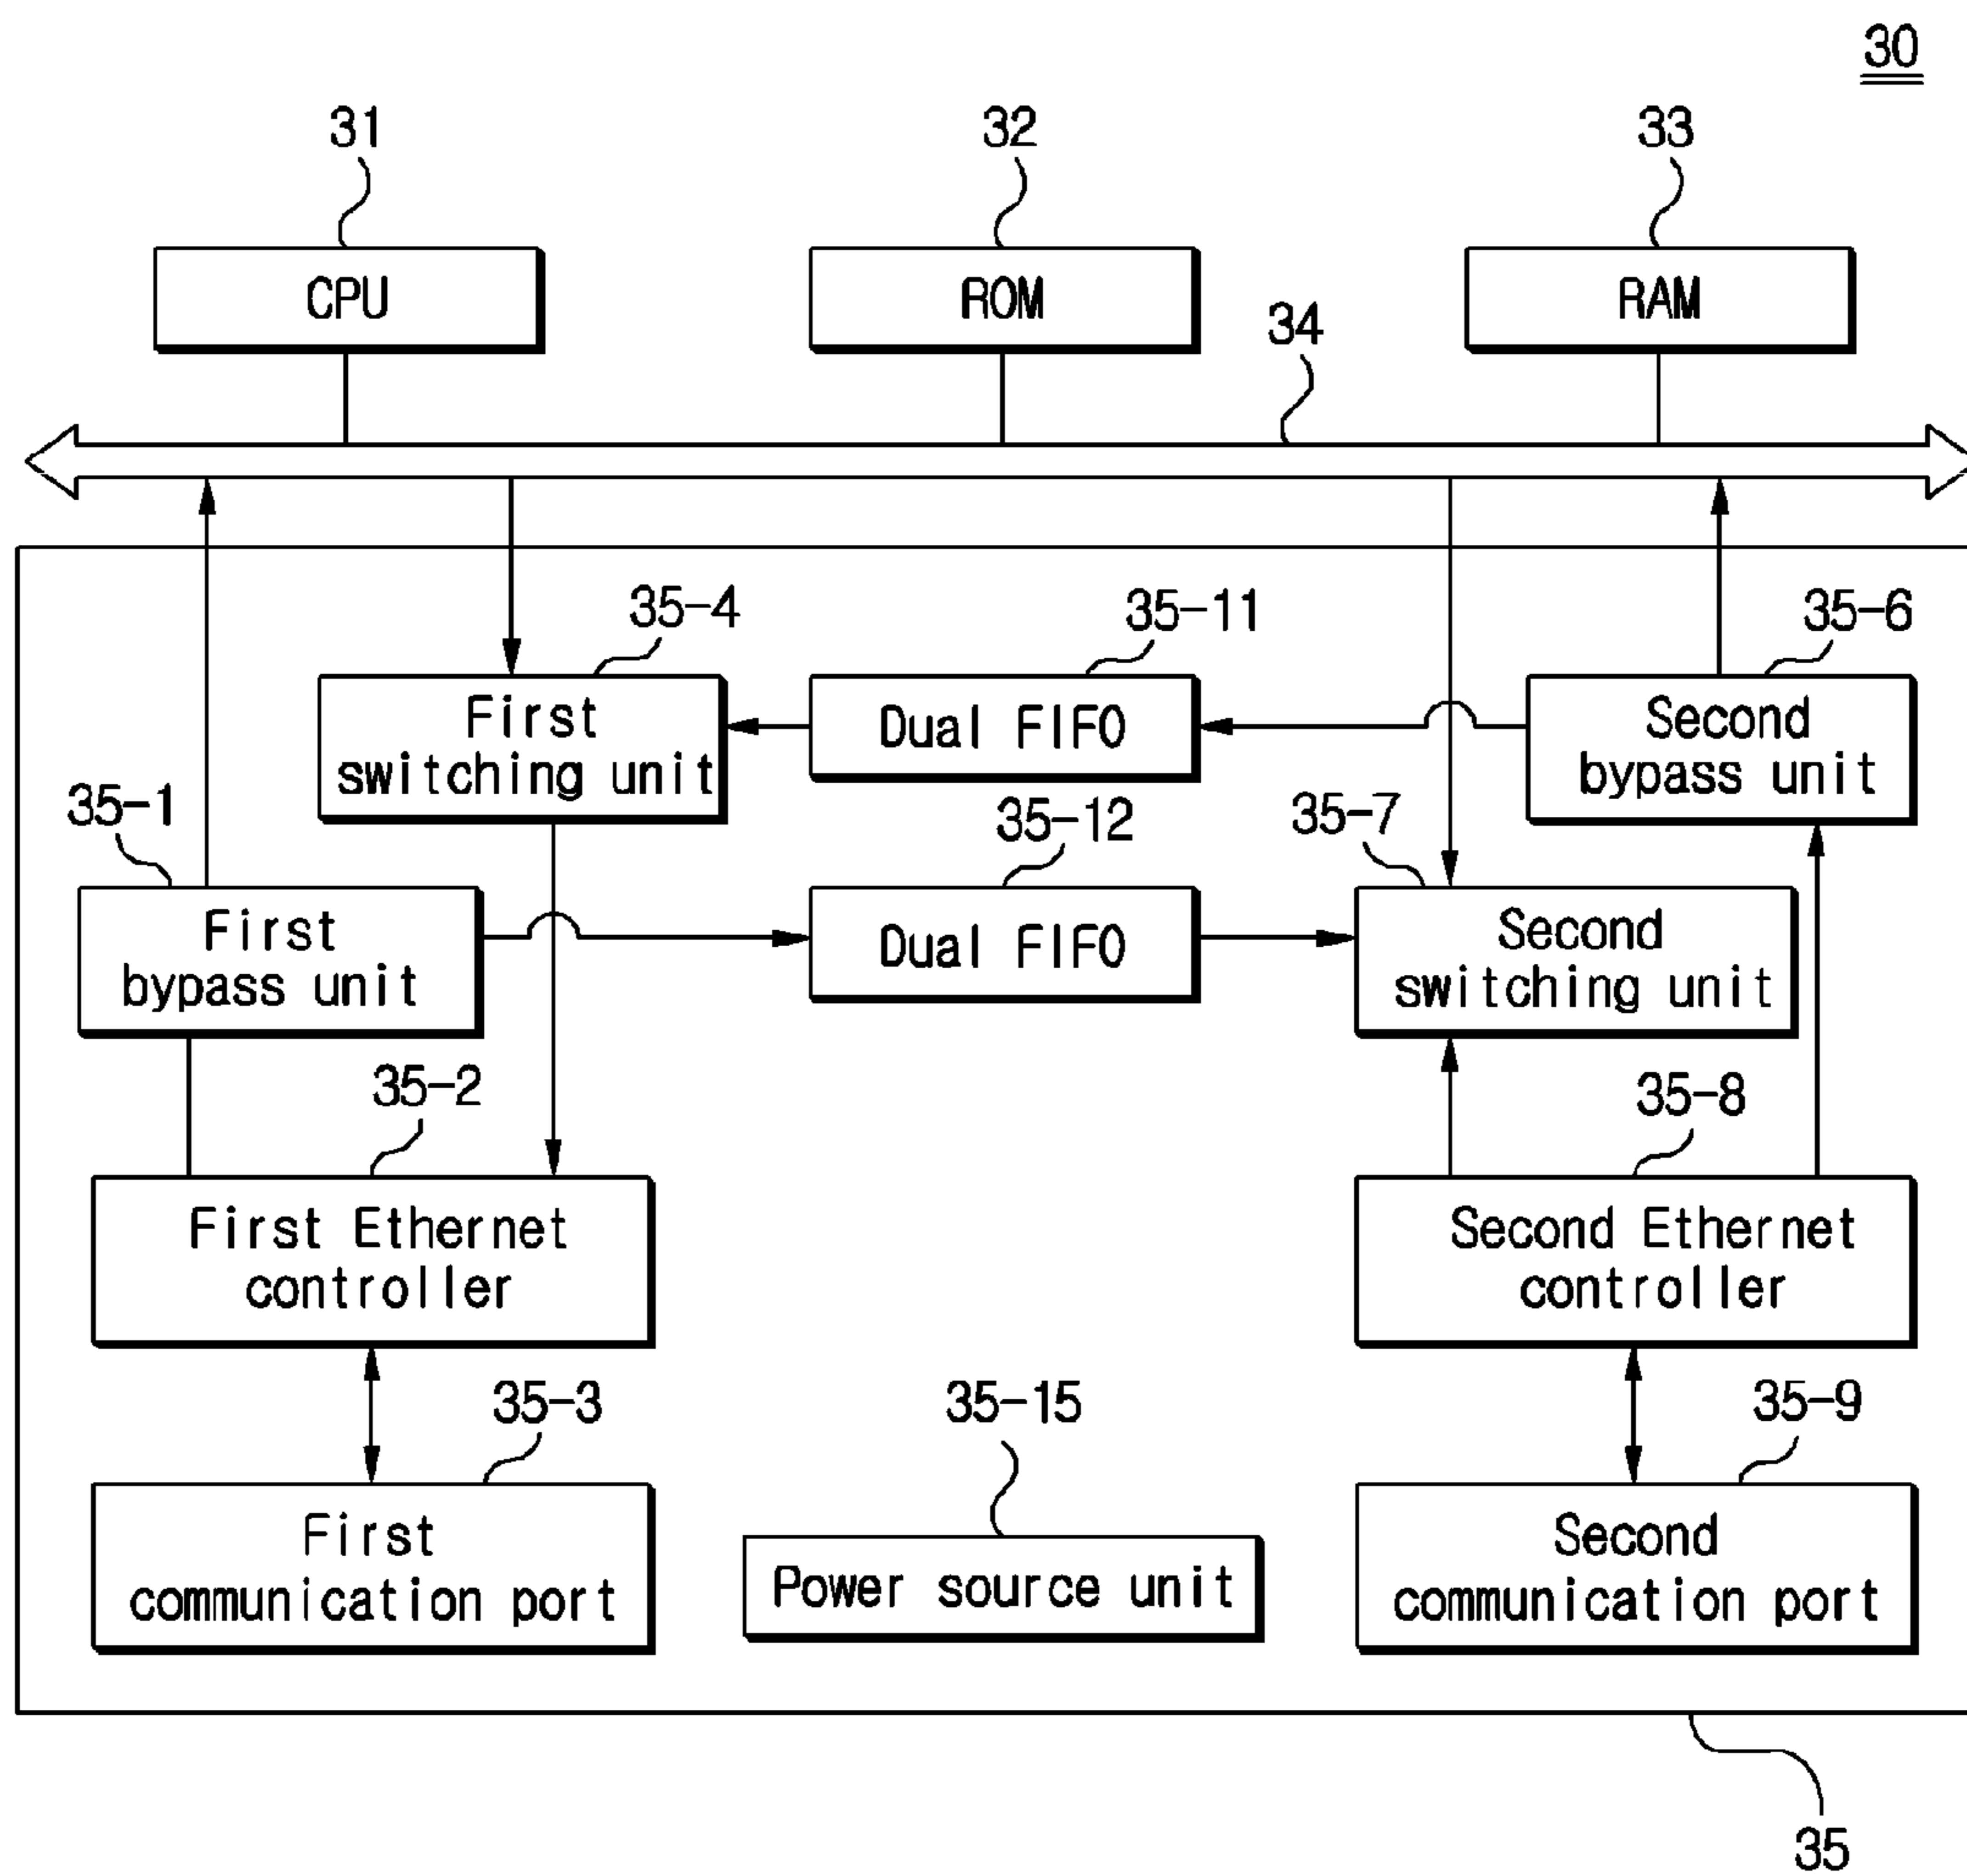 30
31
32
33
CPU
ROM
RAM
34
35-4
35-11
35-6
First
switching unit
Dual FIFO
Second
bypass unit
35-1
35-12
35-7
First
bypass unit
Dual FIFO
Second
switching unit
35-2
35-8
First Ethernet
controller
Second Ethernet
controller
35-3
35-15
35-9
First
communication port
Power source unit
Second
communication port
35